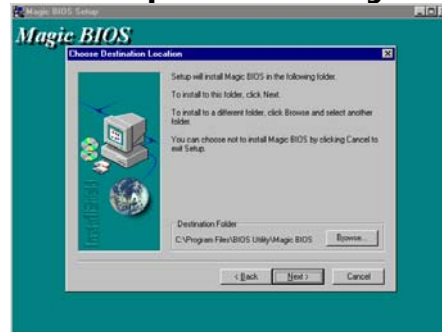 Magic BIOS Setup
Magic BIOS
Choose Destination Location
Setup will install Magic BIOS in the following folder.
To install to this folder, click Next.
To install to a different folder, click Browse and select another
folder.
You can choose not to install Magic BIOS by clicking Cancel to
exit Setup.
InstallShield
Destination Folder
C:\Program Files\BIOS Utility\Magic BIOS
Browse...
< Back
Next >
Cancel